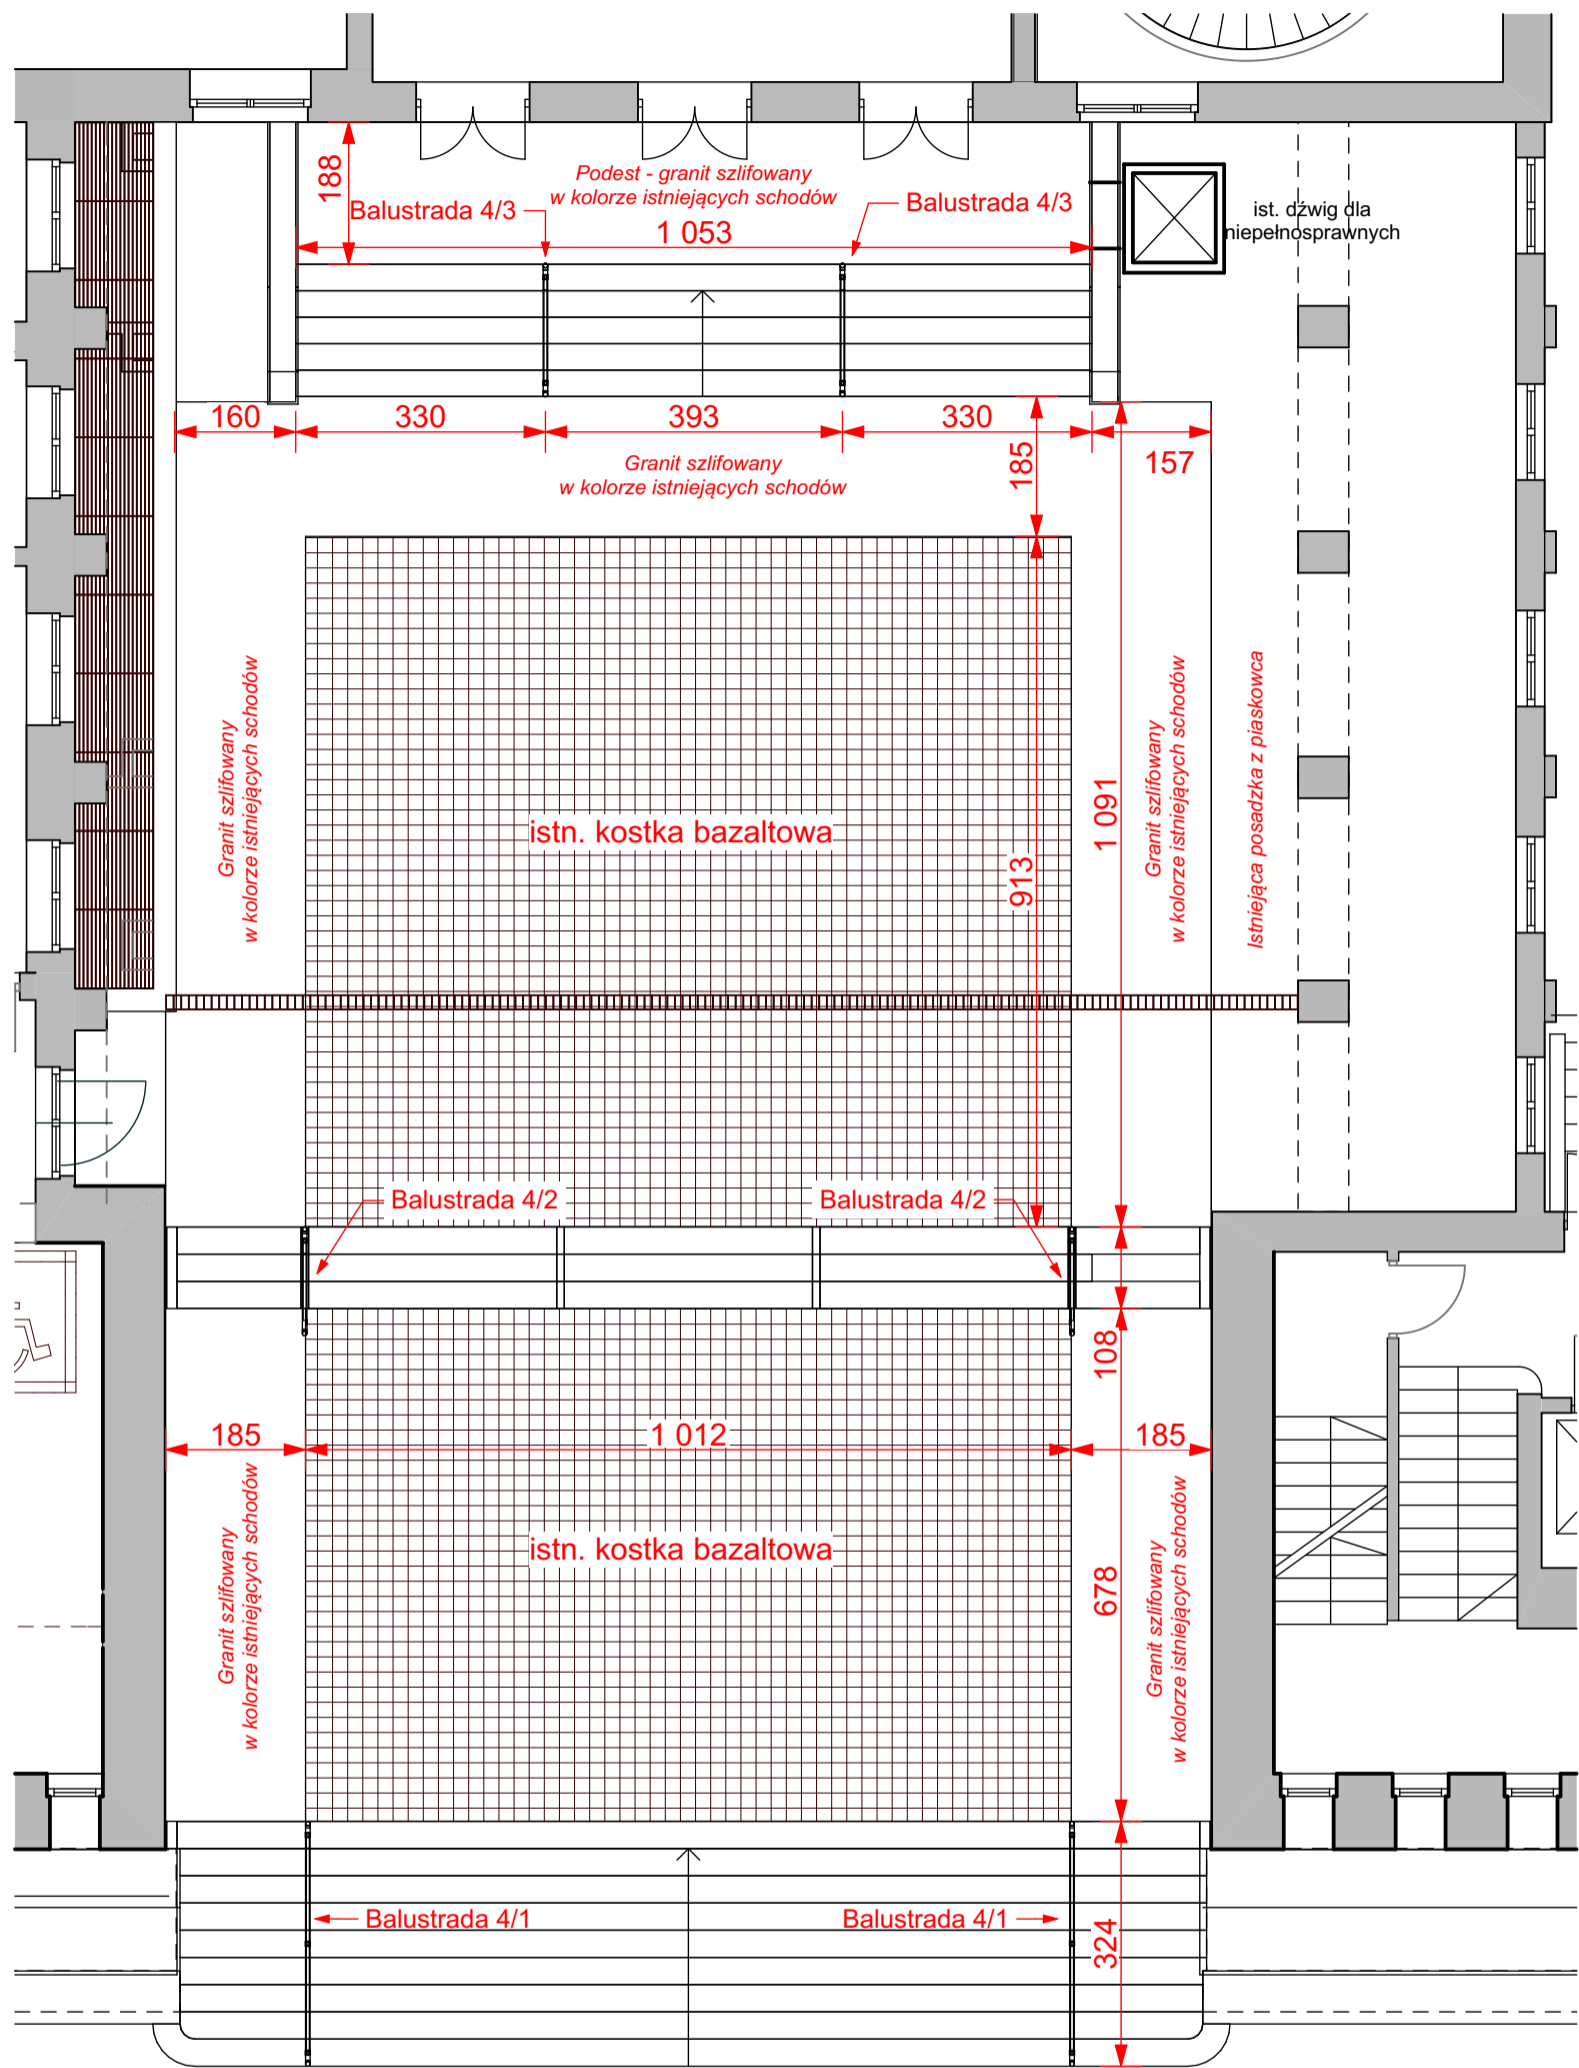 188
Podest - granit szlifowany
w kolorze istniejących schodów
Balustrada 4/3
Balustrada 4/3
1 053
ist. dźwig dla
niepełnosprawnych
160
330
393
330
157
185
Granit szlifowany
w kolorze istniejących schodów
Granit szlifowany
w kolorze istniejących schodów
istn. kostka bazaltowa
913
1 091
Granit szlifowany
w kolorze istniejących schodów
Istniejąca posadzka z piaskowca
Balustrada 4/2
Balustrada 4/2
108
185
1 012
185
Granit szlifowany
w kolorze istniejących schodów
istn. kostka bazaltowa
678
Granit szlifowany
w kolorze istniejących schodów
Balustrada 4/1
Balustrada 4/1
324